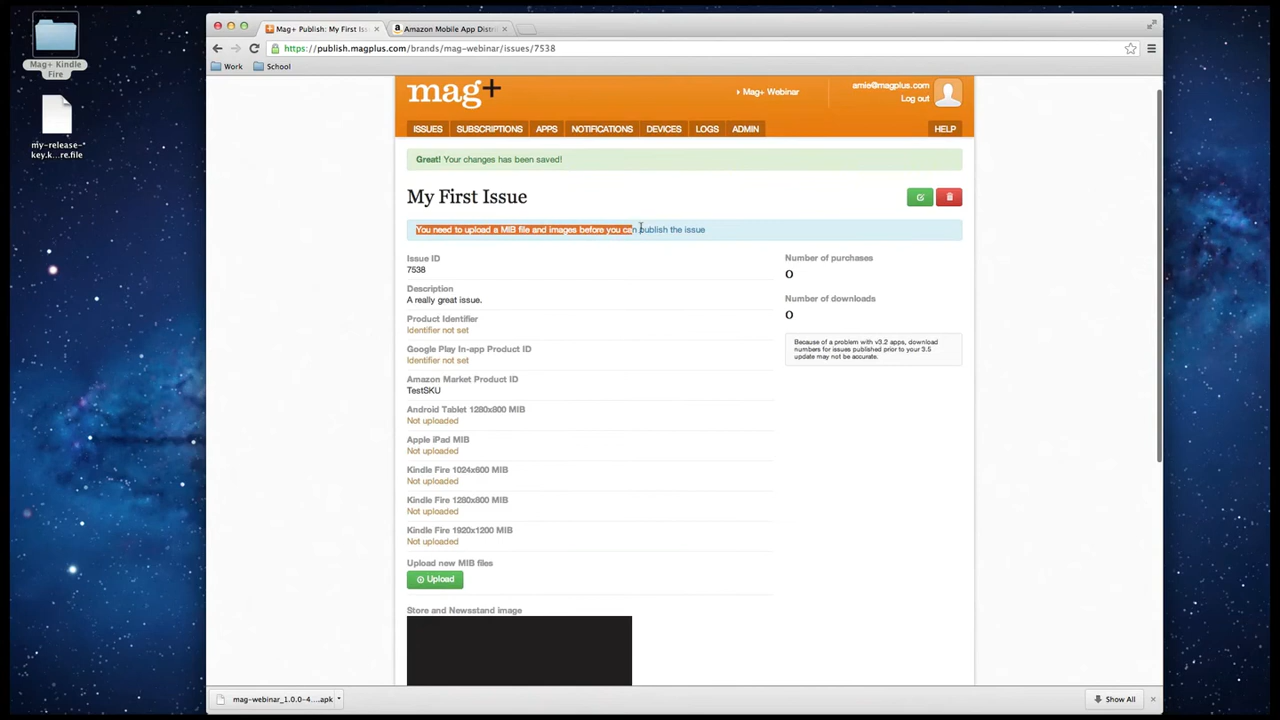 Mag+ Publish: My First Iss
Amazon Mobile App Distri
https://publish.magplus.com/brands/mag-webinar/issues/7538
Work
School
Mag+ Kindle
Fire
my-release-
key.k...re.file
mag+
Mag+ Webinar
amie@magplus.com
Log out
ISSUES
SUBSCRIPTIONS
APPS
NOTIFICATIONS
DEVICES
LOGS
ADMIN
HELP
Great! Your changes has been saved!
My First Issue
You need to upload a MIB file and images before you can publish the issue
Issue ID
7538
Description
A really great issue.
Product Identifier
Identifier not set
Google Play In-app Product ID
Identifier not set
Amazon Market Product ID
TestSKU
Android Tablet 1280x800 MIB
Not uploaded
Apple iPad MIB
Not uploaded
Kindle Fire 1024x600 MIB
Not uploaded
Kindle Fire 1280x800 MIB
Not uploaded
Kindle Fire 1920x1200 MIB
Not uploaded
Upload new MIB files
Upload
Store and Newsstand image
Number of purchases
0
Number of downloads
0
Because of a problem with v3.2 apps, download
numbers for issues published prior to your 3.5
update may not be accurate.
mag-webinar_1.0.0-4....apk
Show All